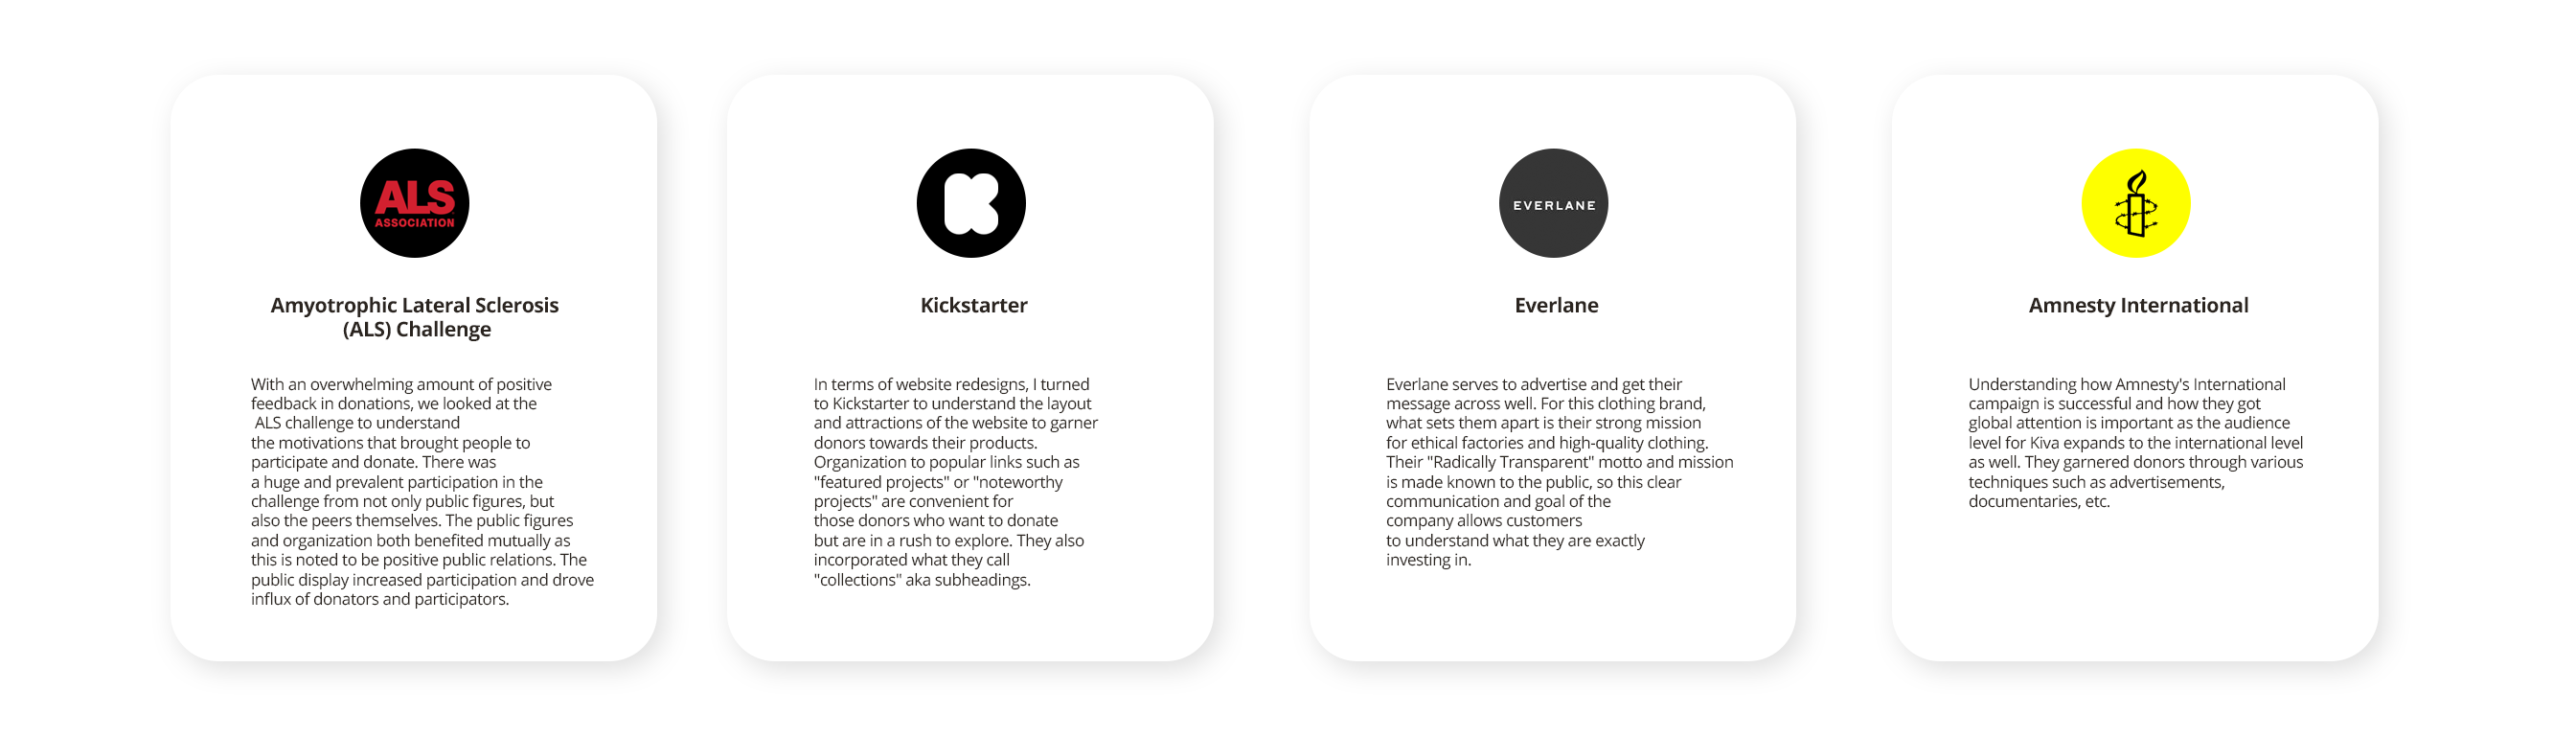 ALS
ASSOCIATION
Amyotrophic Lateral Sclerosis
(ALS) Challenge
With an overwhelming amount of positive
feedback in donations, we looked at the
ALS challenge to understand
the motivations that brought people to
participate and donate. There was
a huge and prevalent participation in the
challenge from not only public figures, but
also the peers themselves. The public figures
and organization both benefited mutually as
this is noted to be positive public relations. The
public display increased participation and drove
influx of donators and participators.
K
Kickstarter
In terms of website redesigns, I turned
to Kickstarter to understand the layout
and attractions of the website to garner
donors towards their products.
Organization to popular links such as
"featured projects" or "noteworthy
projects" are convenient for
those donors who want to donate
but are in a rush to explore. They also
incorporated what they call
"collections" aka subheadings.
EVERLANE
Everlane
Everlane serves to advertise and get their
message across well. For this clothing brand,
what sets them apart is their strong mission
for ethical factories and high-quality clothing.
Their "Radically Transparent" motto and mission
is made known to the public, so this clear
communication and goal of the
company allows customers
to understand what they are exactly
investing in.
Amnesty International
Understanding how Amnesty's International
campaign is successful and how they got
global attention is important as the audience
level for Kiva expands to the international level
as well. They garnered donors through various
techniques such as advertisements,
documentaries, etc.